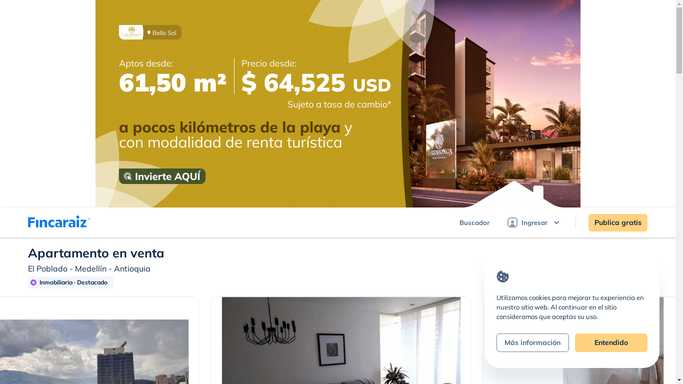 Bello Sol
Aptos desde:
61,50 m²
Precio desde:
$ 64,525 USD
Sujeto a tasa de cambio*
a pocos kilómetros de la playa y
con modalidad de renta turística
Invierte AQUÍ
Fincaraiz
Buscador
Ingresar
Publica gratis
Apartamento en venta
El Poblado - Medellín - Antioquia
Inmobiliaria · Destacado
Utilizamos cookies para mejorar tu experiencia en
nuestro sitio web. Al continuar en el sitio
consideramos que aceptas su uso.
Más información
Entendido